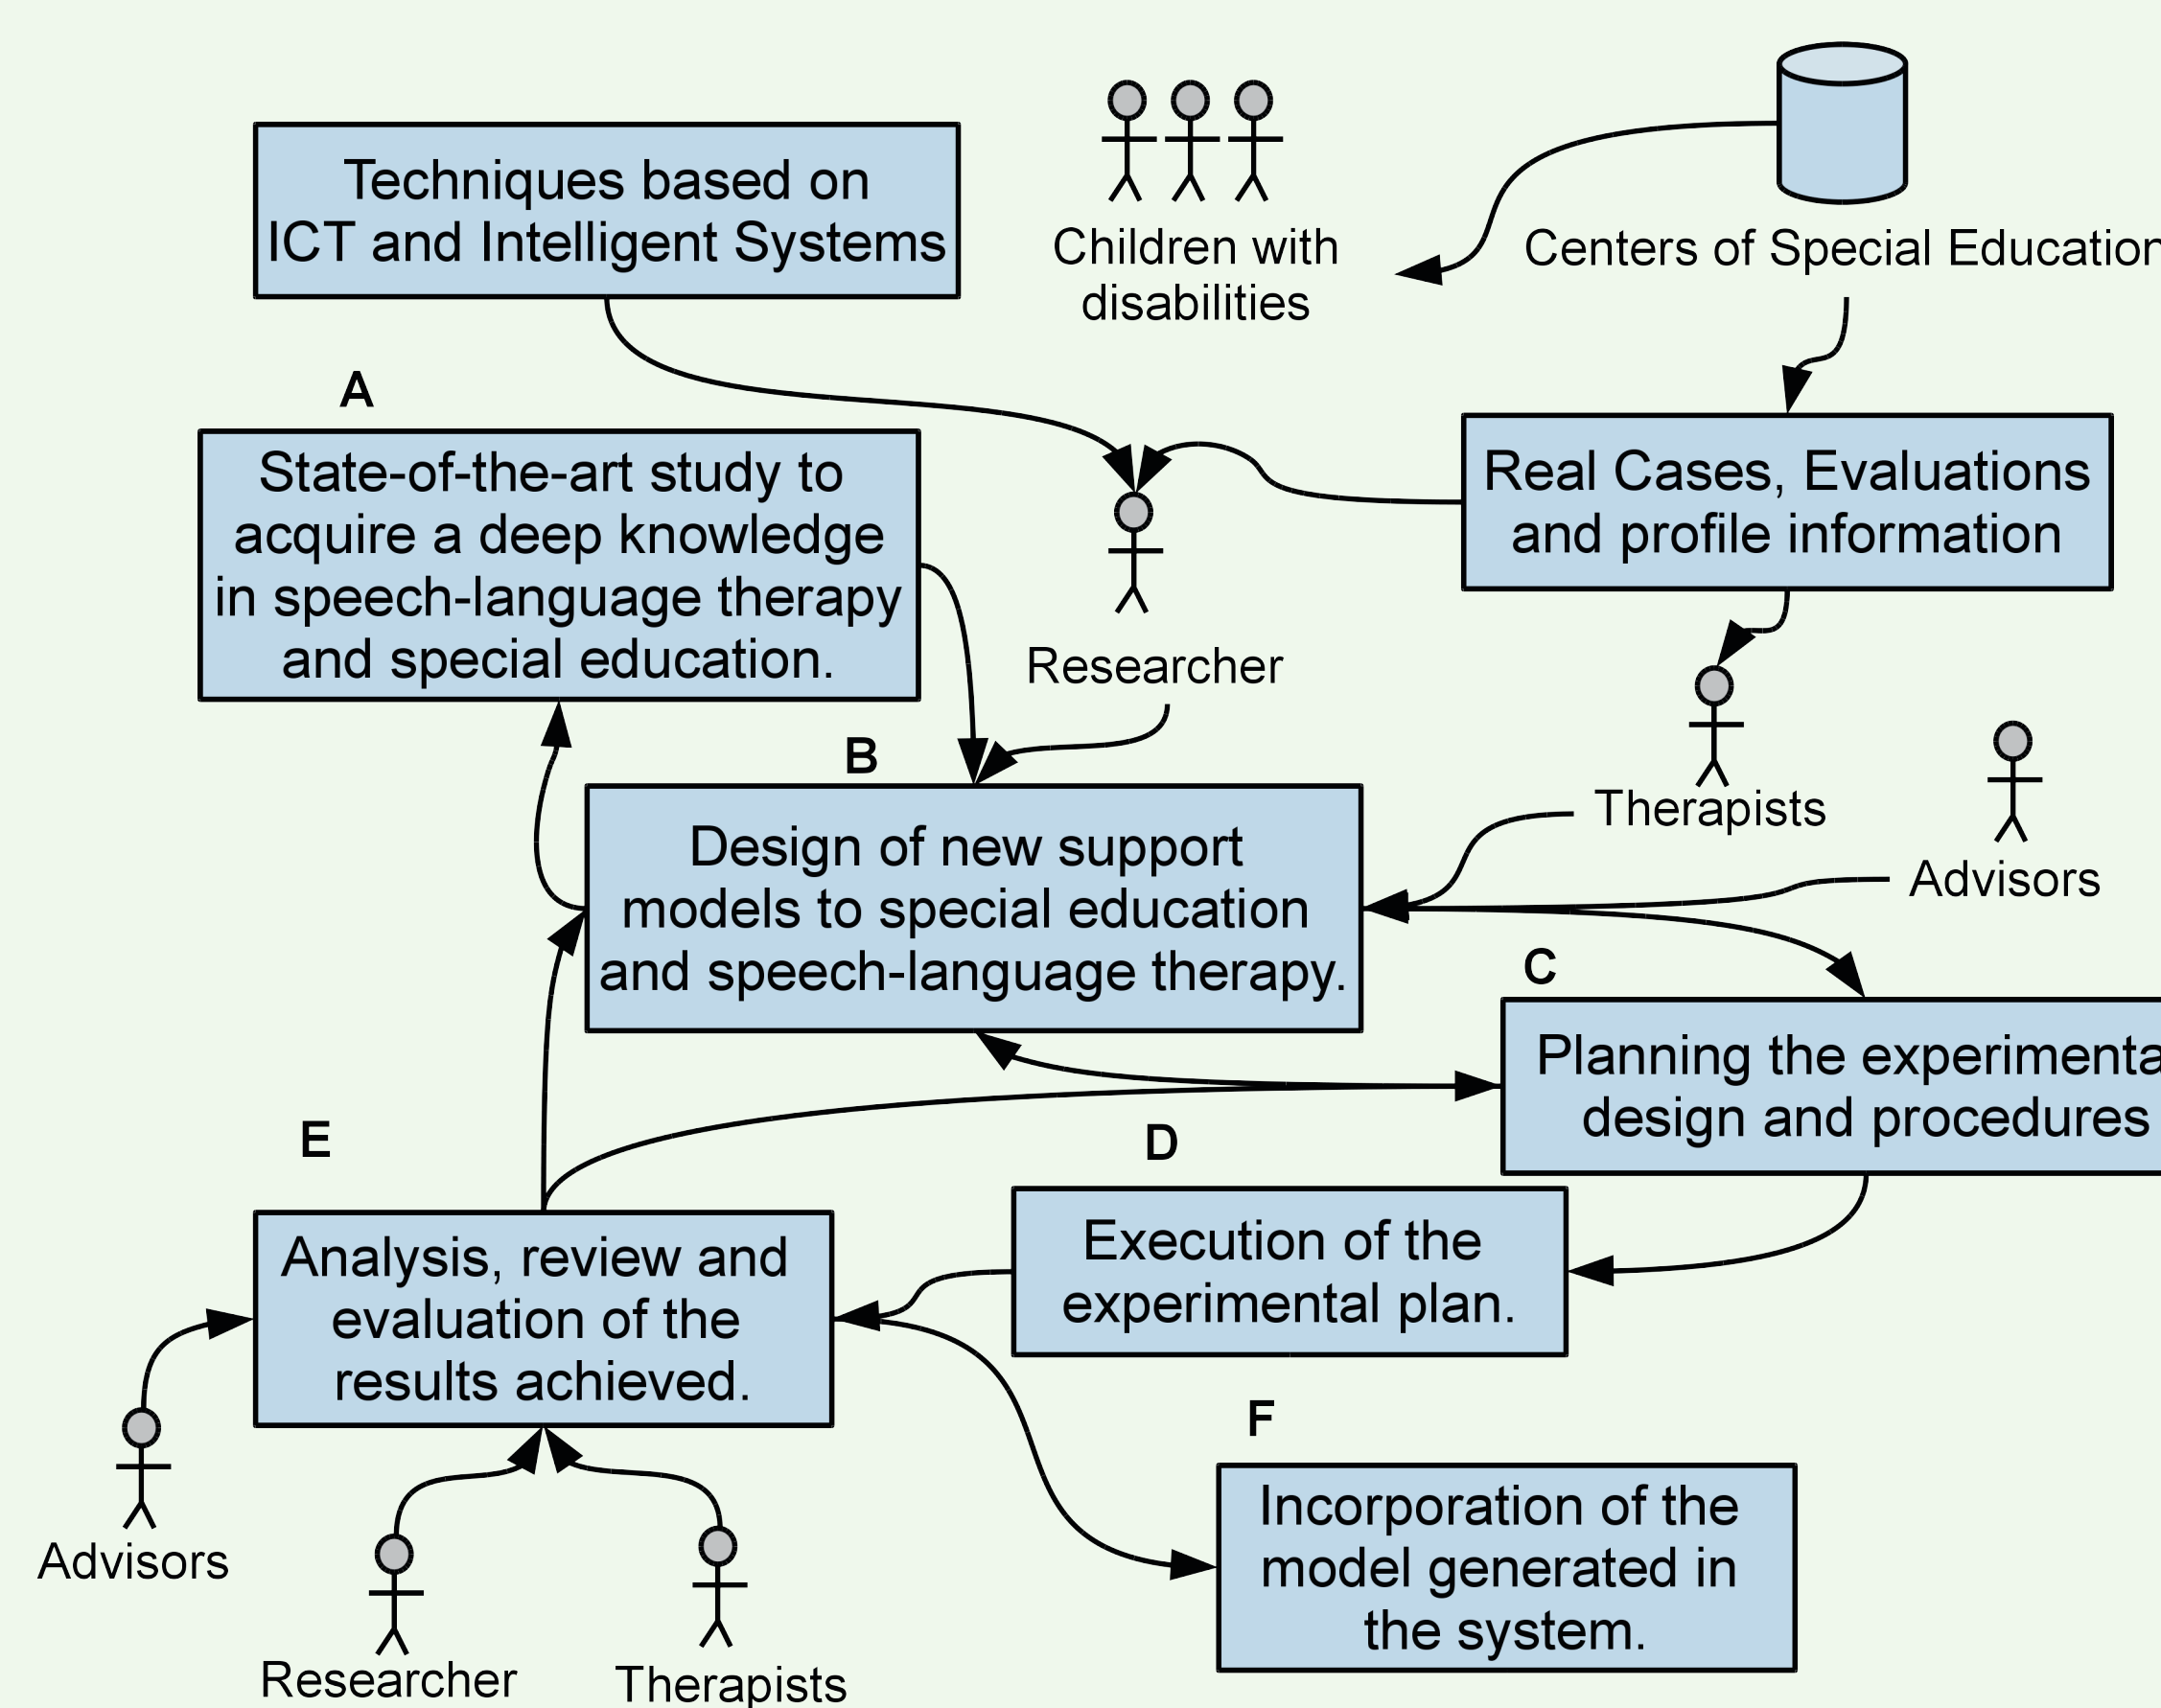 Techniques based on
ICT and Intelligent Systems
Children with
disabilities
Centers of Special Education
A
State-of-the-art study to
acquire a deep knowledge
in speech-language therapy
and special education.
Real Cases, Evaluations
and profile information
Researcher
B
Design of new support
models to special education
and speech-language therapy.
Therapists
Advisors
C
Planning the experimenta
design and procedures
E
Analysis, review and
evaluation of the
results achieved.
D
Execution of the
experimental plan.
F
Incorporation of the
model generated in
the system.
Advisors
Researcher
Therapists